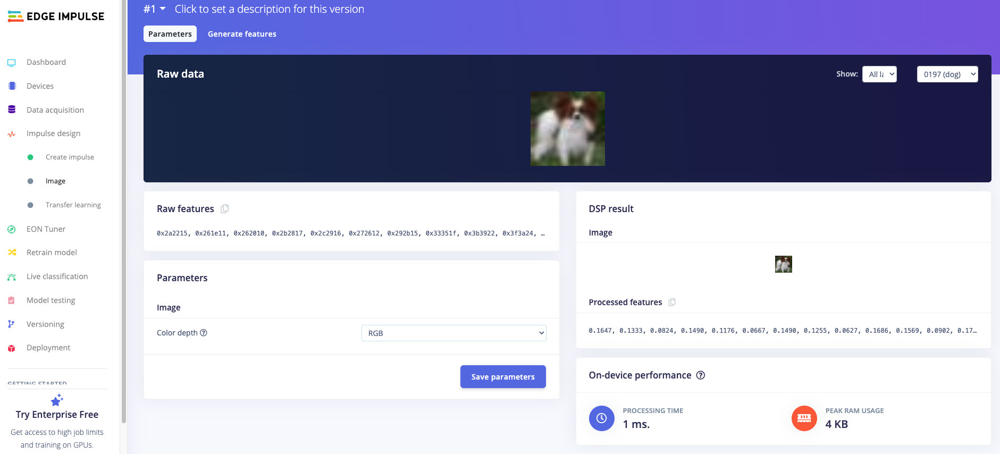 EDGE IMPULSE
Dashboard
Devices
Data acquisition
Impulse design
Create impulse
Image
Transfer learning
EON Tuner
Retrain model
Live classification
Model testing
Versioning
Deployment
GETTING STARTED
Try Enterprise Free
Get access to high job limits
and training on GPUs.
#1 Click to set a description for this version
Parameters Generate features
Raw data
Show: All la 0197 (dog)
Raw features
0x2a2215, 0x261e11, 0x262010, 0x2b2817, 0x2c2916, 0x272612, 0x292b15, 0x33351f, 0x3b3922, 0x3f3a24, …
Parameters
Image
Color depth RGB
Save parameters
DSP result
Image
Processed features
0.1647, 0.1333, 0.0824, 0.1490, 0.1176, 0.0667, 0.1490, 0.1255, 0.0627, 0.1686, 0.1569, 0.0902, 0.17…
On-device performance
PROCESSING TIME
1 ms.
PEAK RAM USAGE
4 KB